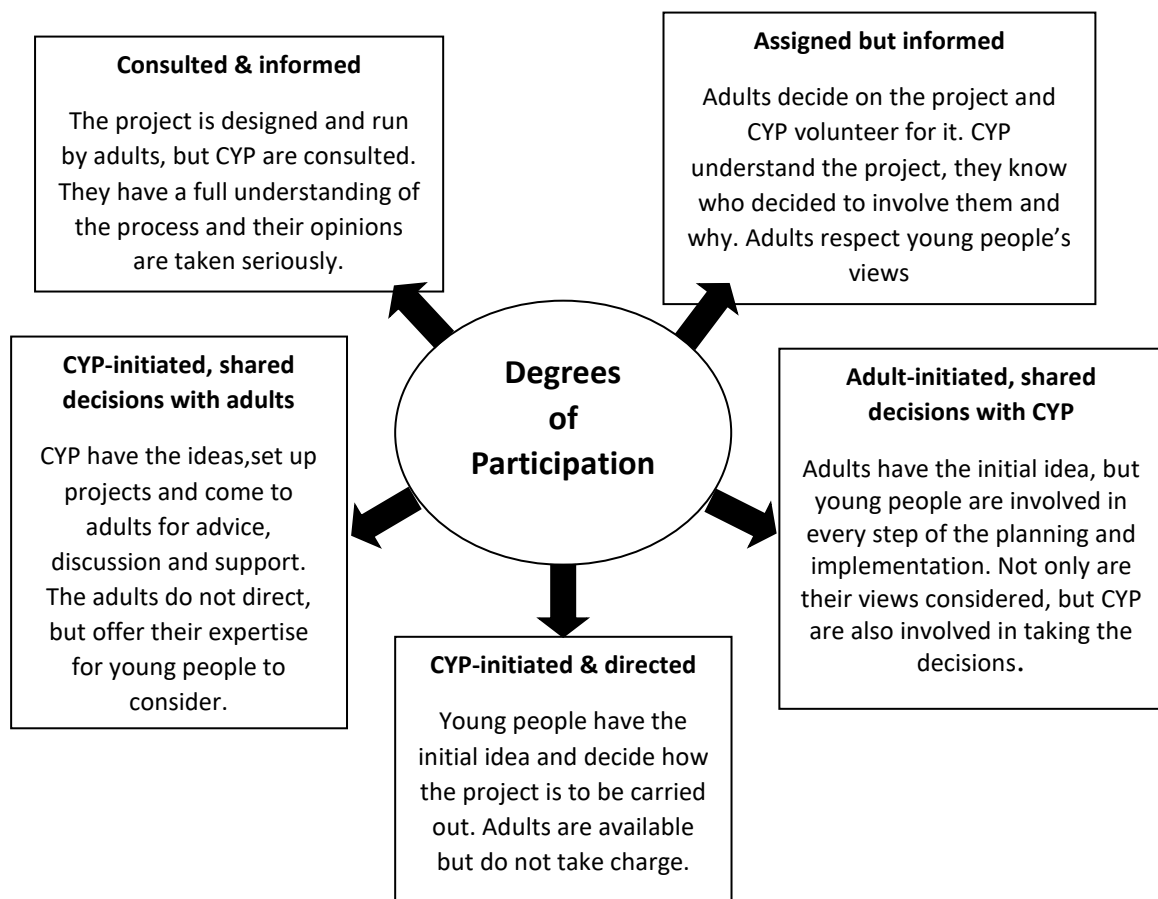 Consulted & informed
The project is designed and run
by adults, but CYP are consulted.
They have a full understanding of
the process and their opinions
are taken seriously.
Assigned but informed
Adults decide on the project and
CYP volunteer for it. CYP
understand the project, they know
who decided to involve them and
why. Adults respect young people’s
views
Degrees
of
Participation
CYP-initiated, shared
decisions with adults
CYP have the ideas,set up
projects and come to
adults for advice,
discussion and support.
The adults do not direct,
but offer their expertise
for young people to
consider.
Adult-initiated, shared
decisions with CYP
Adults have the initial idea, but
young people are involved in
every step of the planning and
implementation. Not only are
their views considered, but CYP
are also involved in taking the
decisions.
CYP-initiated & directed
Young people have the
initial idea and decide how
the project is to be carried
out. Adults are available
but do not take charge.